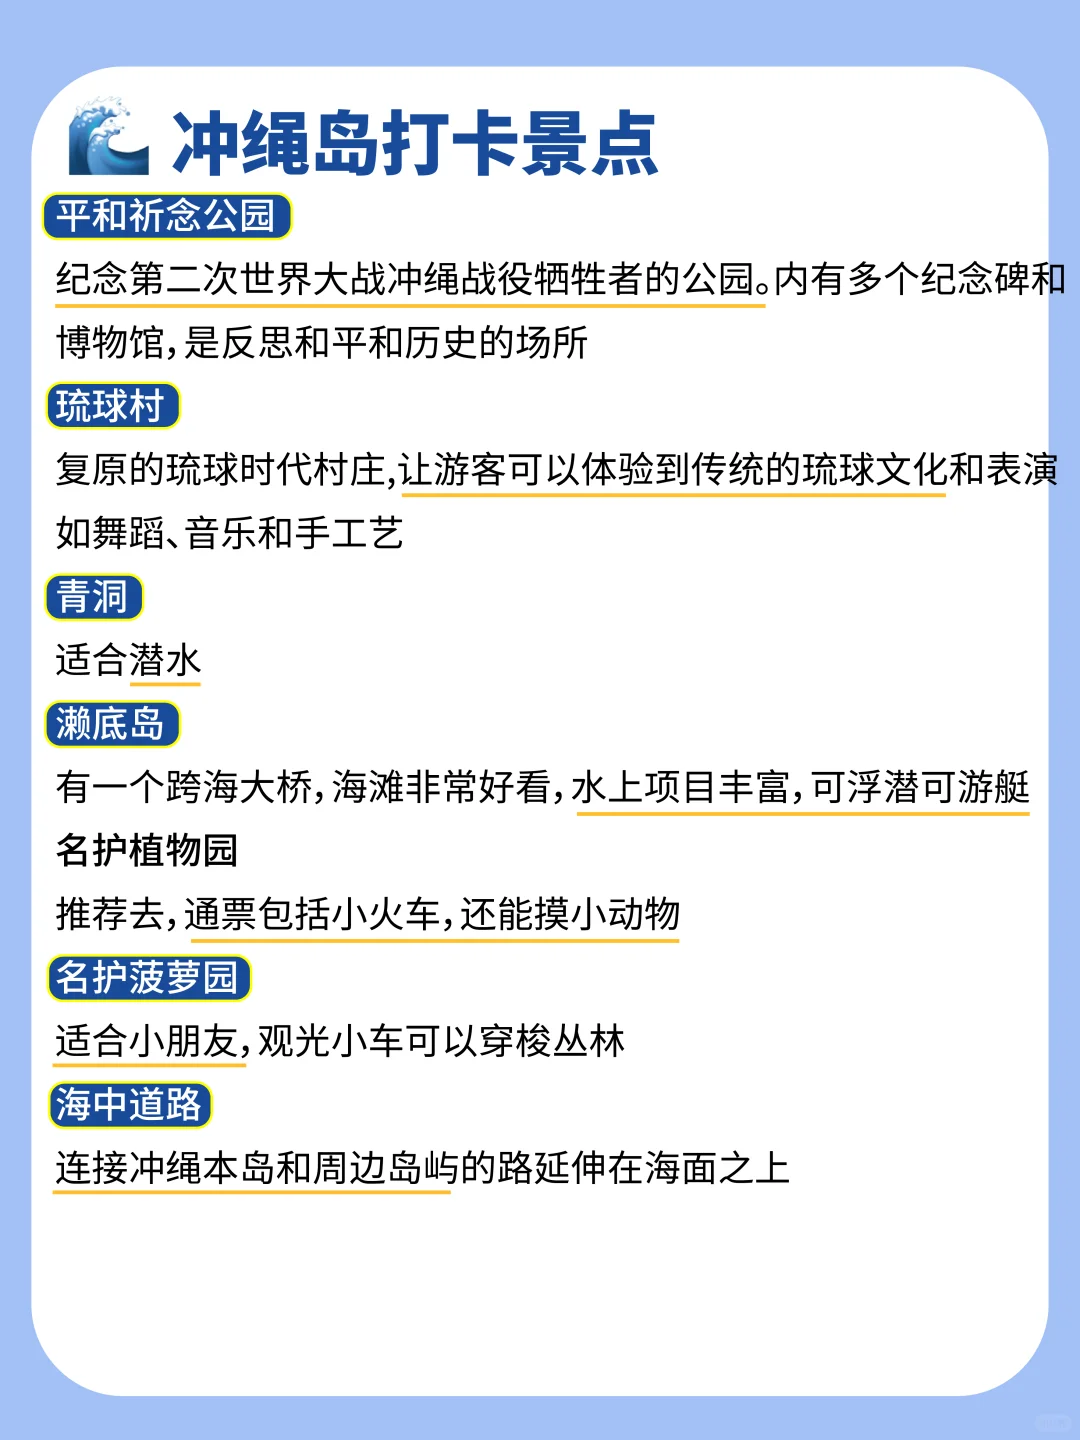 冲绳岛打卡景点
平和祈念公园
纪念第二次世界大战冲绳战役牺牲者的公园。内有多个纪念碑和
博物馆，是反思和平和历史的场所
琉球村
复原的琉球时代村庄,让游客可以体验到传统的琉球文化和表演
如舞蹈、音乐和手工艺
青洞
适合潜水
濑底岛
有一个跨海大桥，海滩非常好看，水上项目丰富，可浮潜可游艇
名护植物园
推荐去，通票包括小火车，还能摸小动物
名护菠萝园
适合小朋友，观光小车可以穿梭丛林
海中道路
连接冲绳本岛和周边岛屿的路延伸在海面之上